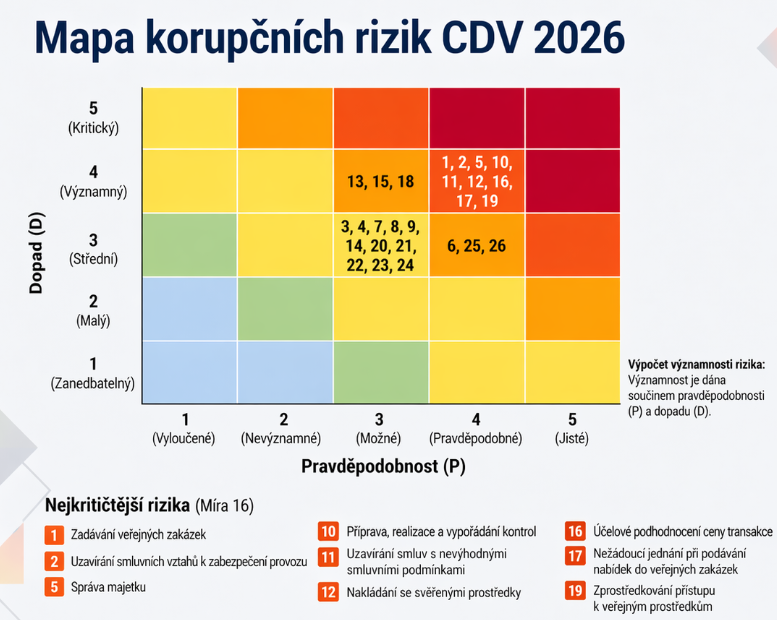 Mapa korupčních rizik CDV 2026
Dopad (D)
5
(Kritický)
4
(Významný)
13, 15, 18
1, 2, 5, 10,
11, 12, 16,
17, 19
3
(Střední)
3, 4, 7, 8, 9,
14, 20, 21,
22, 23, 24
6, 25, 26
2
(Malý)
1
(Zanedbatelný)
Výpočet významnosti rizika:
Významnost je dána
součinem pravděpodobnosti
(P) a dopadu (D).
1
(Vyloučené)
2
(Nevýznamné)
3
(Možné)
4
(Pravděpodobné)
5
(Jisté)
Pravděpodobnost (P)
Nejkritičtější rizika (Míra 16)
1 Zadávání veřejných zakázek
2 Uzavírání smluvních vztahů k zabezpečení provozu
5 Správa majetku
10 Příprava, realizace a vypořádání kontrol
11 Uzavírání smluv s nevýhodnými
smluvními podmínkami
12 Nakládání se svěřenými prostředky
16 Účelové podhodnocení ceny transakce
17 Nežádoucí jednání při podávání
nabídek do veřejných zakázek
19 Zprostředkování přístupu
k veřejným prostředkům